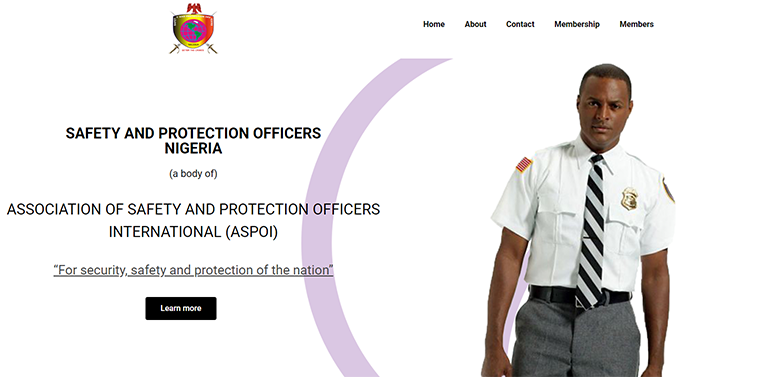 Home About Contact Membership Members
SAFETY AND PROTECTION OFFICERS
NIGERIA
(a body of)
ASSOCIATION OF SAFETY AND PROTECTION OFFICERS
INTERNATIONAL (ASPOI)
“For security, safety and protection of the nation”
Learn more